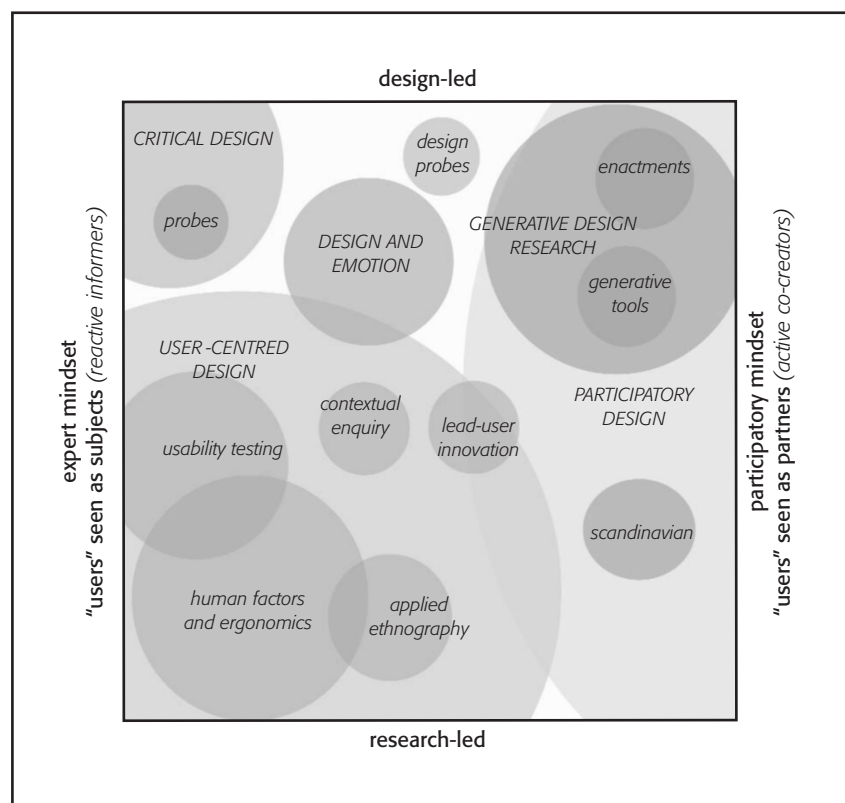 design-led
CRITICAL DESIGN
probes
design
probes
DESIGN AND
EMOTION
enactments
GENERATIVE DESIGN
RESEARCH
generative
tools
expert mindset
"users" seen as subjects (reactive informers)
USER -CENTRED
DESIGN
usability testing
contextual
enquiry
lead-user
innovation
human factors
and ergonomics
applied
ethnography
PARTICIPATORY
DESIGN
scandinavian
participatory mindset
"users" seen as partners (active co-creators)
research-led